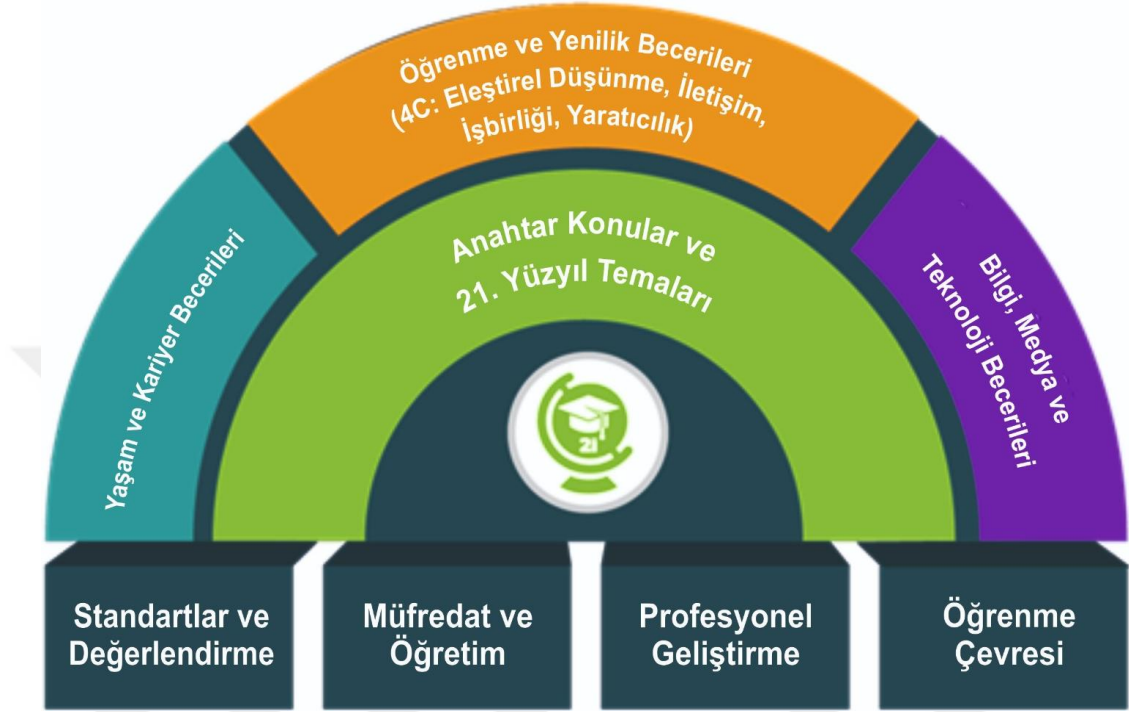 Öğrenme ve Yenilik Becerileri
(4C: Eleştirel Düşünme, İletişim,
İşbirliği, Yaratıcılık)
Yaşam ve Kariyer Becerileri
Anahtar Konular ve
21. Yüzyıl Temaları
Bilgi, Medya ve
Teknoloji Becerileri
21
Standartlar ve
Değerlendirme
Müfredat ve
Öğretim
Profesyonel
Geliştirme
Öğrenme
Çevresi